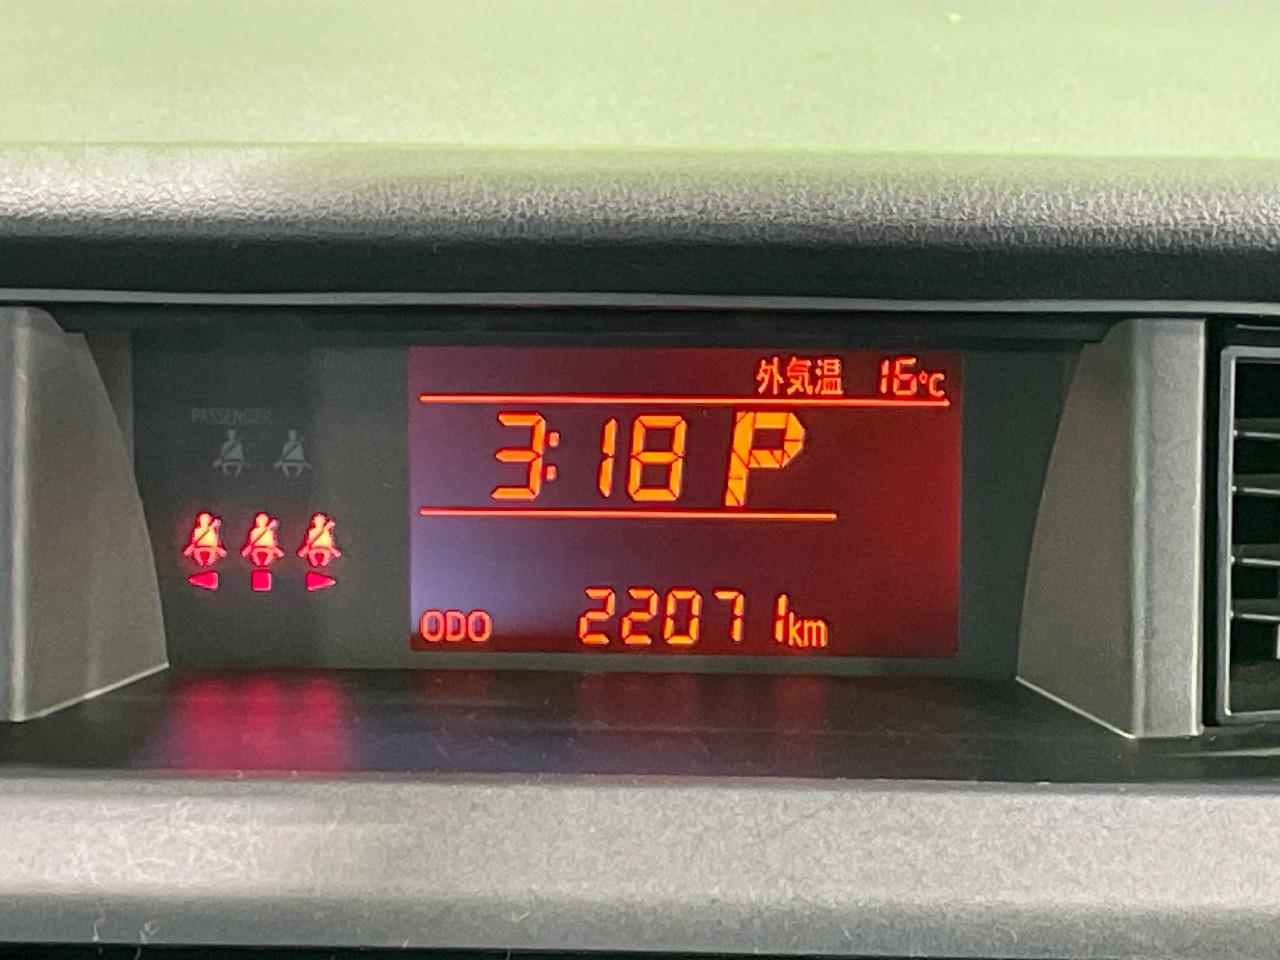 外気温 16°C
PASSENGER
3:18 P
ODO 22071km